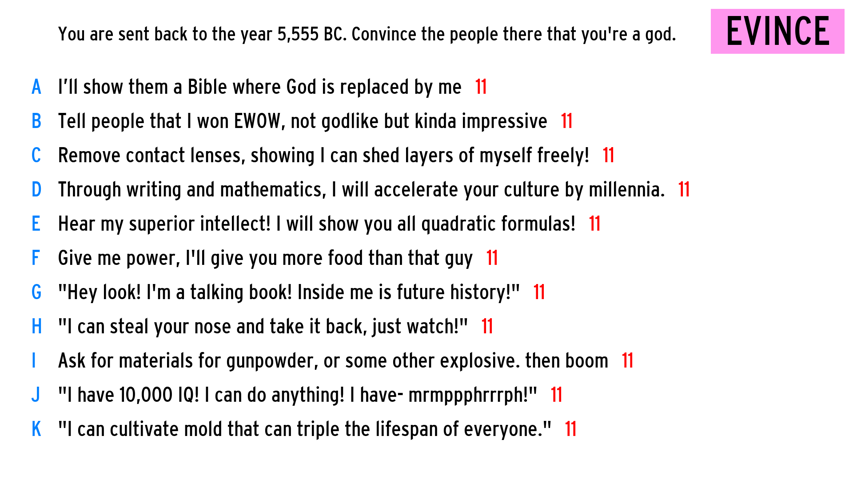 You are sent back to the year 5,555 BC. Convince the people there that you're a god. EVINCE
A I'll show them a Bible where God is replaced by me 11
B Tell people that I won EWOW, not godlike but kinda impressive 11
C Remove contact lenses, showing I can shed layers of myself freely! 11
D Through writing and mathematics, I will accelerate your culture by millennia. 11
E Hear my superior intellect! I will show you all quadratic formulas! 11
F Give me power, I'll give you more food than that guy 11
G "Hey look! I'm a talking book! Inside me is future history!" 11
H "I can steal your nose and take it back, just watch!" 11
I Ask for materials for gunpowder, or some other explosive. then boom 11
J "I have 10,000 IQ! I can do anything! I have- mrmppphrrrph!" 11
K "I can cultivate mold that can triple the lifespan of everyone." 11